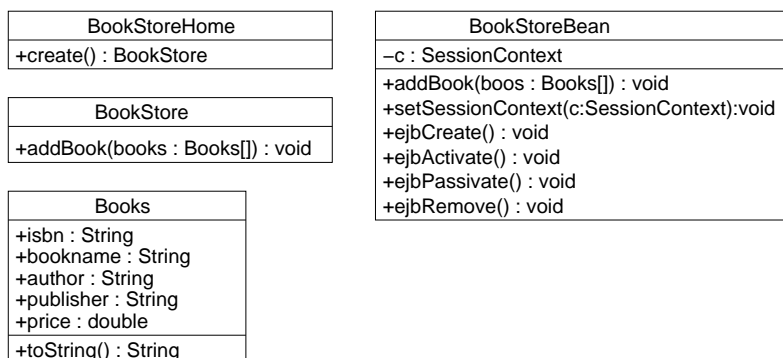 BookStoreHome
+create() : BookStore
BookStore
+addBook(books : Books[]) : void
Books
+isbn : String
+bookname : String
+author : String
+publisher : String
+price : double
+toString() : String
BookStoreBean
−c : SessionContext
+addBook(boos : Books[]) : void
+setSessionContext(c:SessionContext):void
+ejbCreate() : void
+ejbActivate() : void
+ejbPassivate() : void
+ejbRemove() : void